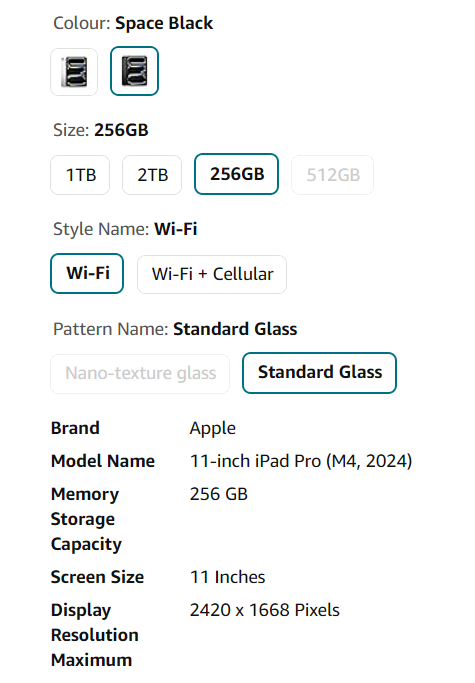 Colour: Space Black
Size: 256GB
1TB 2TB 256GB 512GB
Style Name: Wi-Fi
Wi-Fi Wi-Fi + Cellular
Pattern Name: Standard Glass
Nano-texture glass Standard Glass
Brand Apple
Model Name 11-inch iPad Pro (M4, 2024)
Memory 256 GB
Storage
Capacity
Screen Size 11 Inches
Display 2420 x 1668 Pixels
Resolution
Maximum